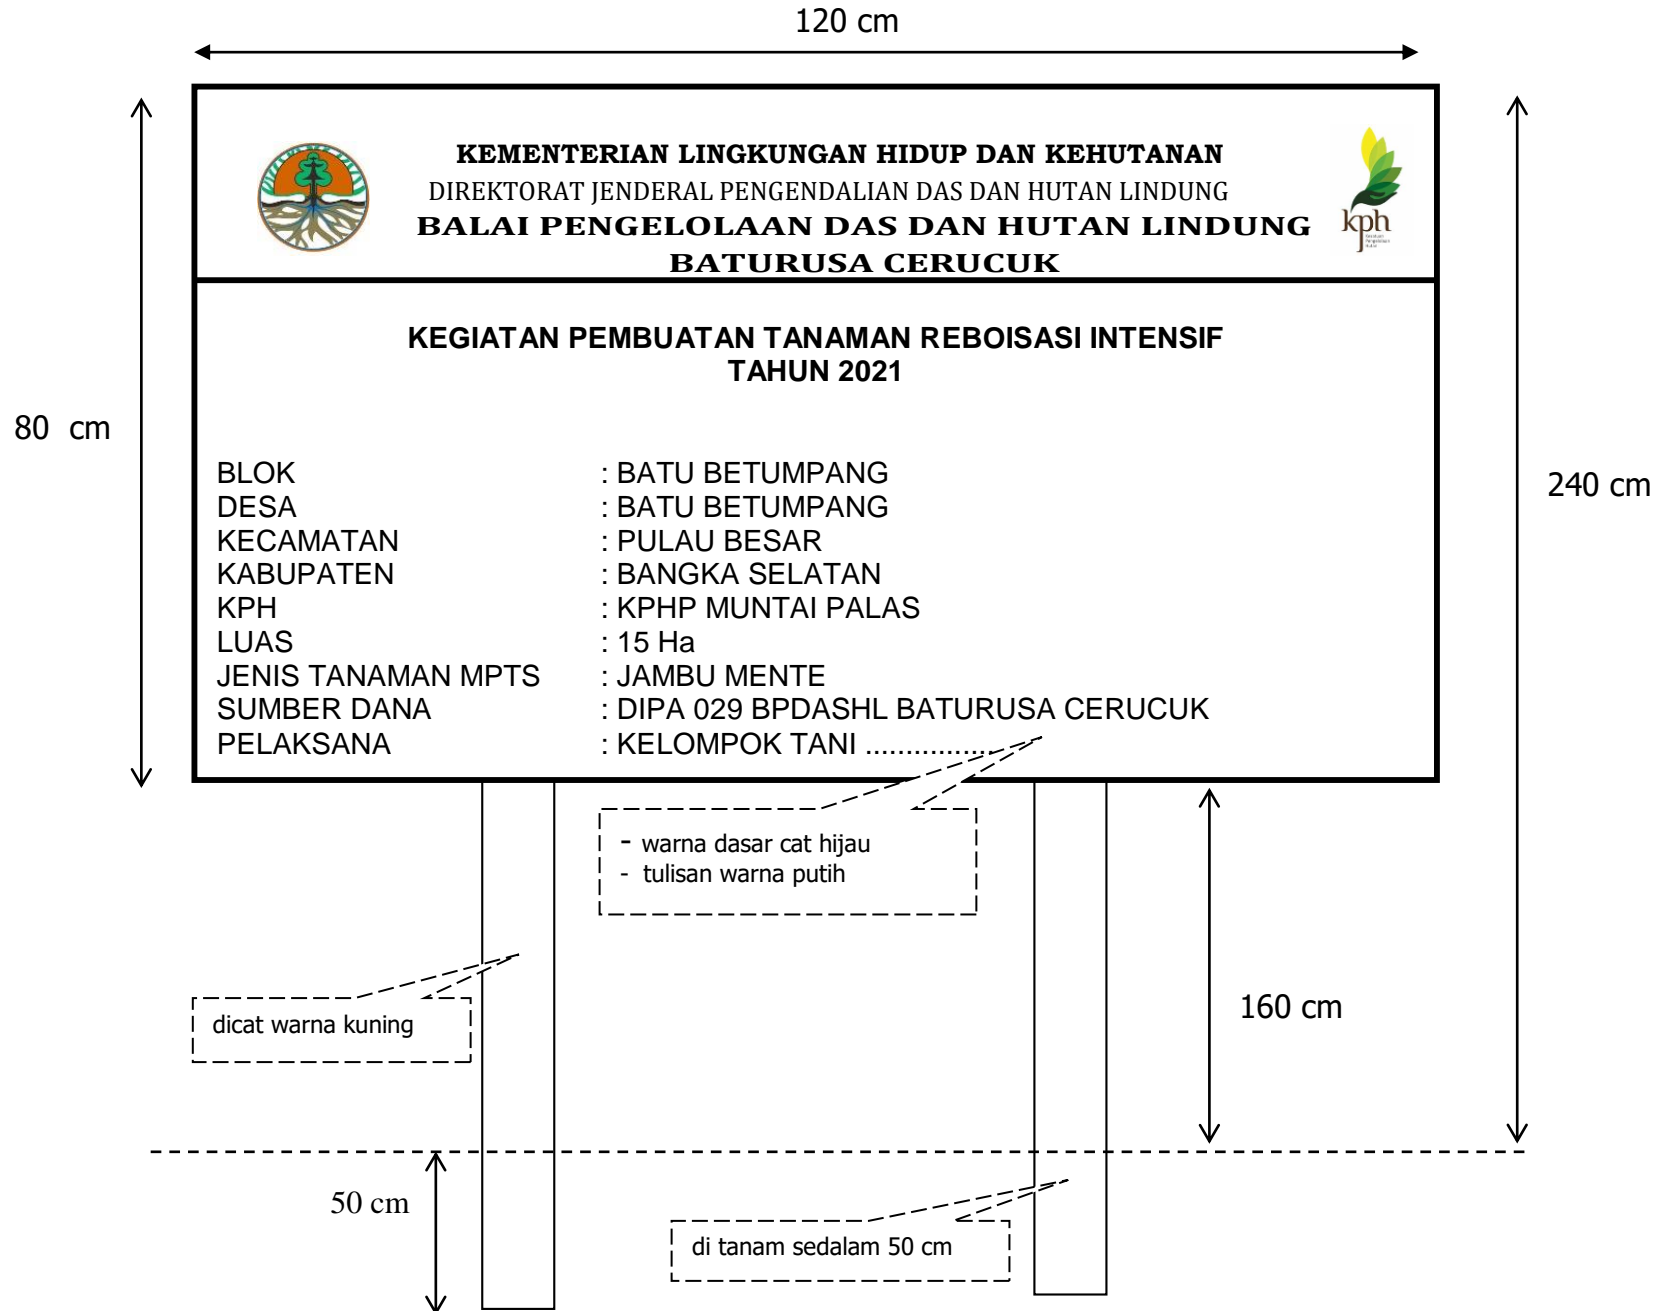 120 cm
KEMENTERIAN LINGKUNGAN HIDUP DAN KEHUTANAN
DIREKTORAT JENDERAL PENGENDALIAN DAS DAN HUTAN LINDUNG
BALAI PENGELOLAAN DAS DAN HUTAN LINDUNG
BATURUSA CERUCUK
kph
KEGIATAN PEMBUATAN TANAMAN REBOISASI INTENSIF
TAHUN 2021
80 cm
240 cm
BLOK : BATU BETUMPANG
DESA : BATU BETUMPANG
KECAMATAN : PULAU BESAR
KABUPATEN : BANGKA SELATAN
KPH : KPHP MUNTAI PALAS
LUAS : 15 Ha
JENIS TANAMAN MPTS : JAMBU MENTE
SUMBER DANA : DIPA 029 BPDASHL BATURUSA CERUCUK
PELAKSANA : KELOMPOK TANI ................
- warna dasar cat hijau
- tulisan warna putih
dicat warna kuning
160 cm
50 cm
di tanam sedalam 50 cm